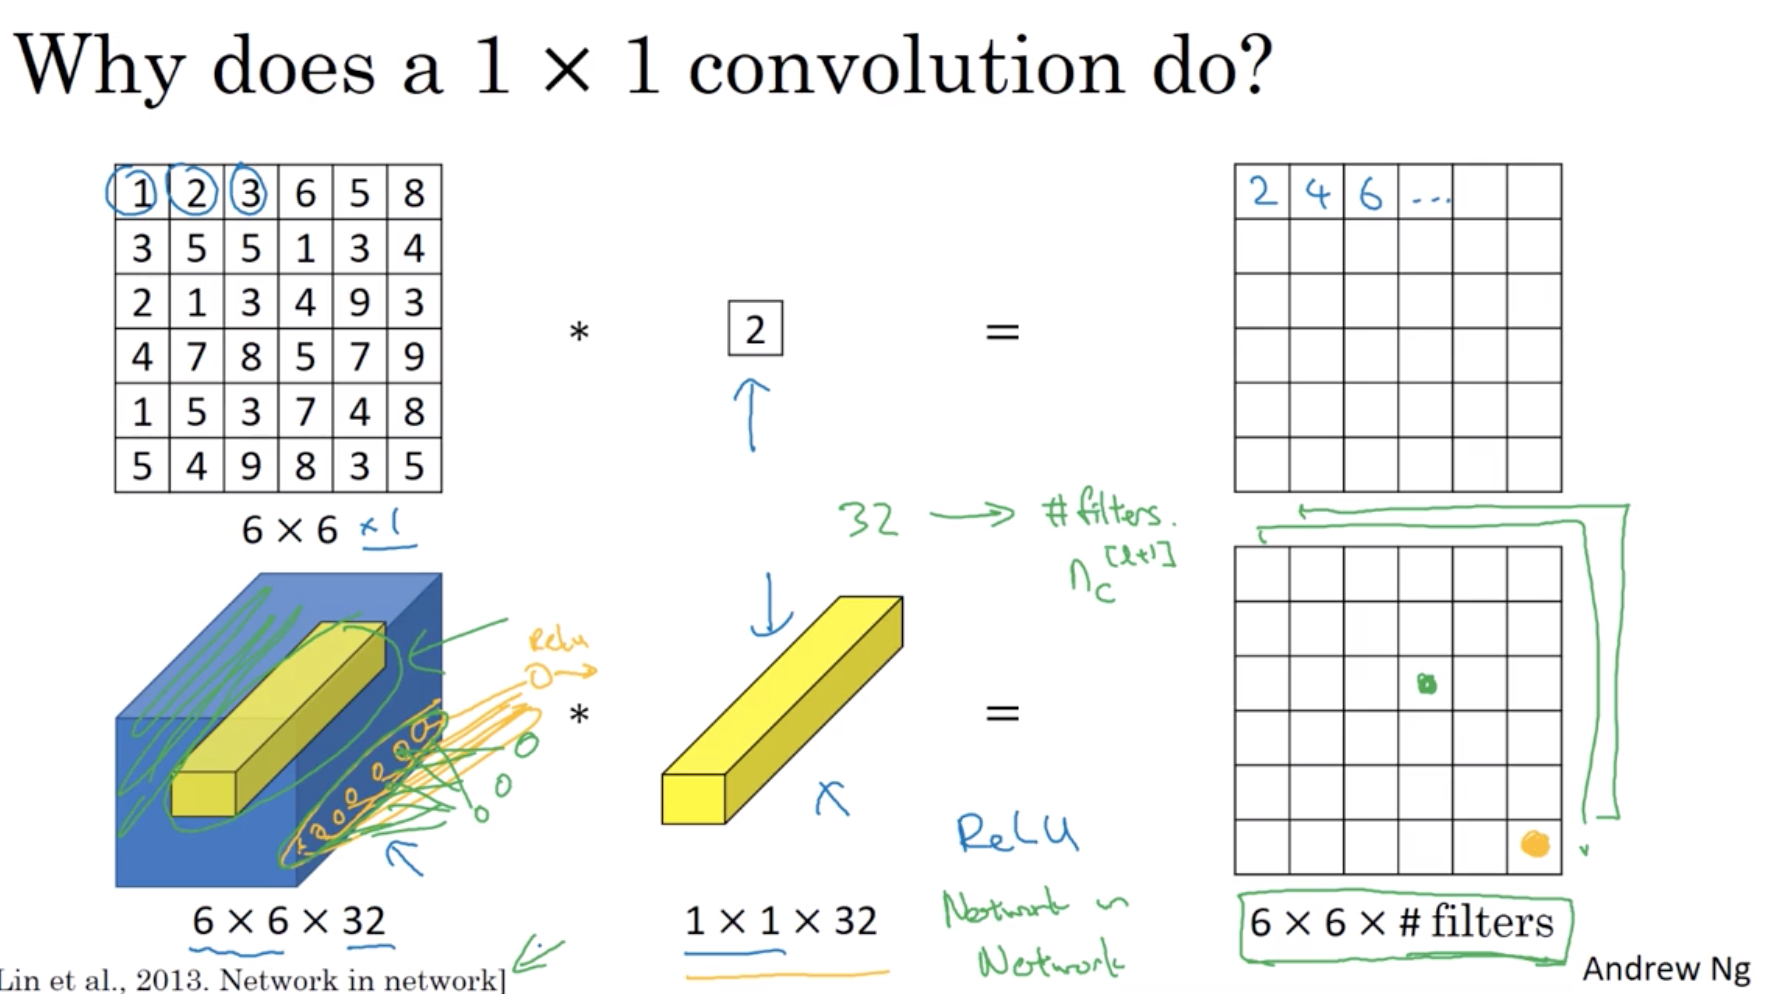 Why does a 1 × 1 convolution do?
1 2 3 6 5 8
3 5 5 1 3 4
2 1 3 4 9 3
4 7 8 5 7 9
1 5 3 7 4 8
5 4 9 8 3 5
6 × 6 × 1
*
2
=
2 4 6 ...
32 → # filters.
n_c^[l+1]
ReLU
*
=
ReLU
6 × 6 × 32
1 × 1 × 32
Network in
Network
6 × 6 × # filters
Lin et al., 2013. Network in network]
Andrew Ng